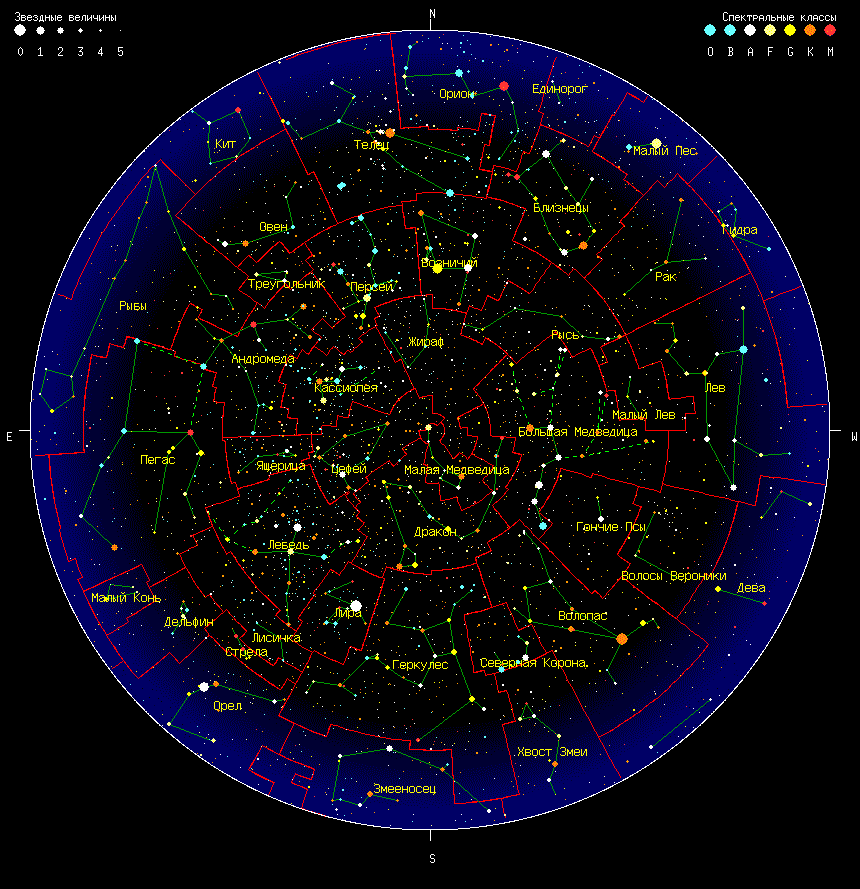 Звездные величины
0 1 2 3 4 5
N
Спектральные классы
O B A F G K M
Орион
Единорог
Кит
Телец
Малый Пес
Близнецы
Овен
Гидра
Возничий
Рак
Треугольник
Персей
Рыбы
Жираф
Рысь
Андромеда
Кассиопея
Лев
Малый Лев
E
Большая Медведица
W
Пегас
Ящерица
Цефей
Малая Медведица
Гончие Псы
Дракон
Лебедь
Волосы Вероники
Дева
Малый Конь
Лира
Волопас
Дельфин
Лисичка
Стрела
Геркулес
Северная Корона
Орел
Хвост Змеи
Змееносец
S